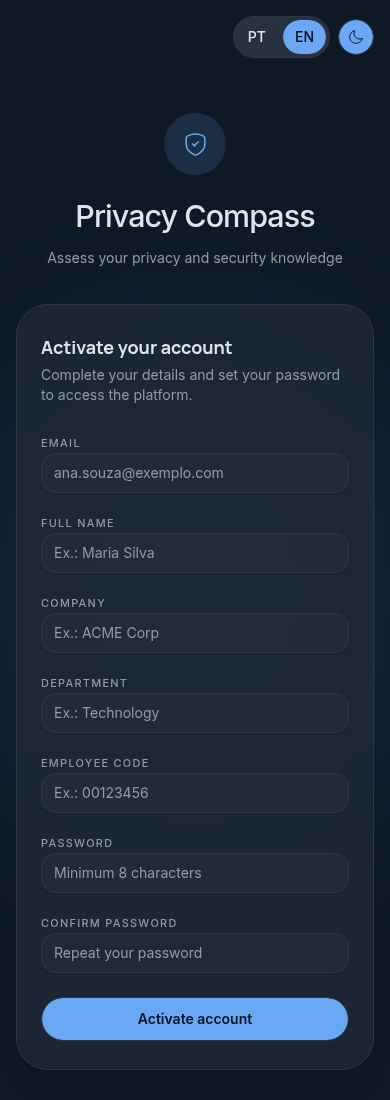 PT
EN
Privacy Compass
Assess your privacy and security knowledge
Activate your account
Complete your details and set your password
to access the platform.
EMAIL
ana.souza@exemplo.com
FULL NAME
Ex.: Maria Silva
COMPANY
Ex.: ACME Corp
DEPARTMENT
Ex.: Technology
EMPLOYEE CODE
Ex.: 00123456
PASSWORD
Minimum 8 characters
CONFIRM PASSWORD
Repeat your password
Activate account